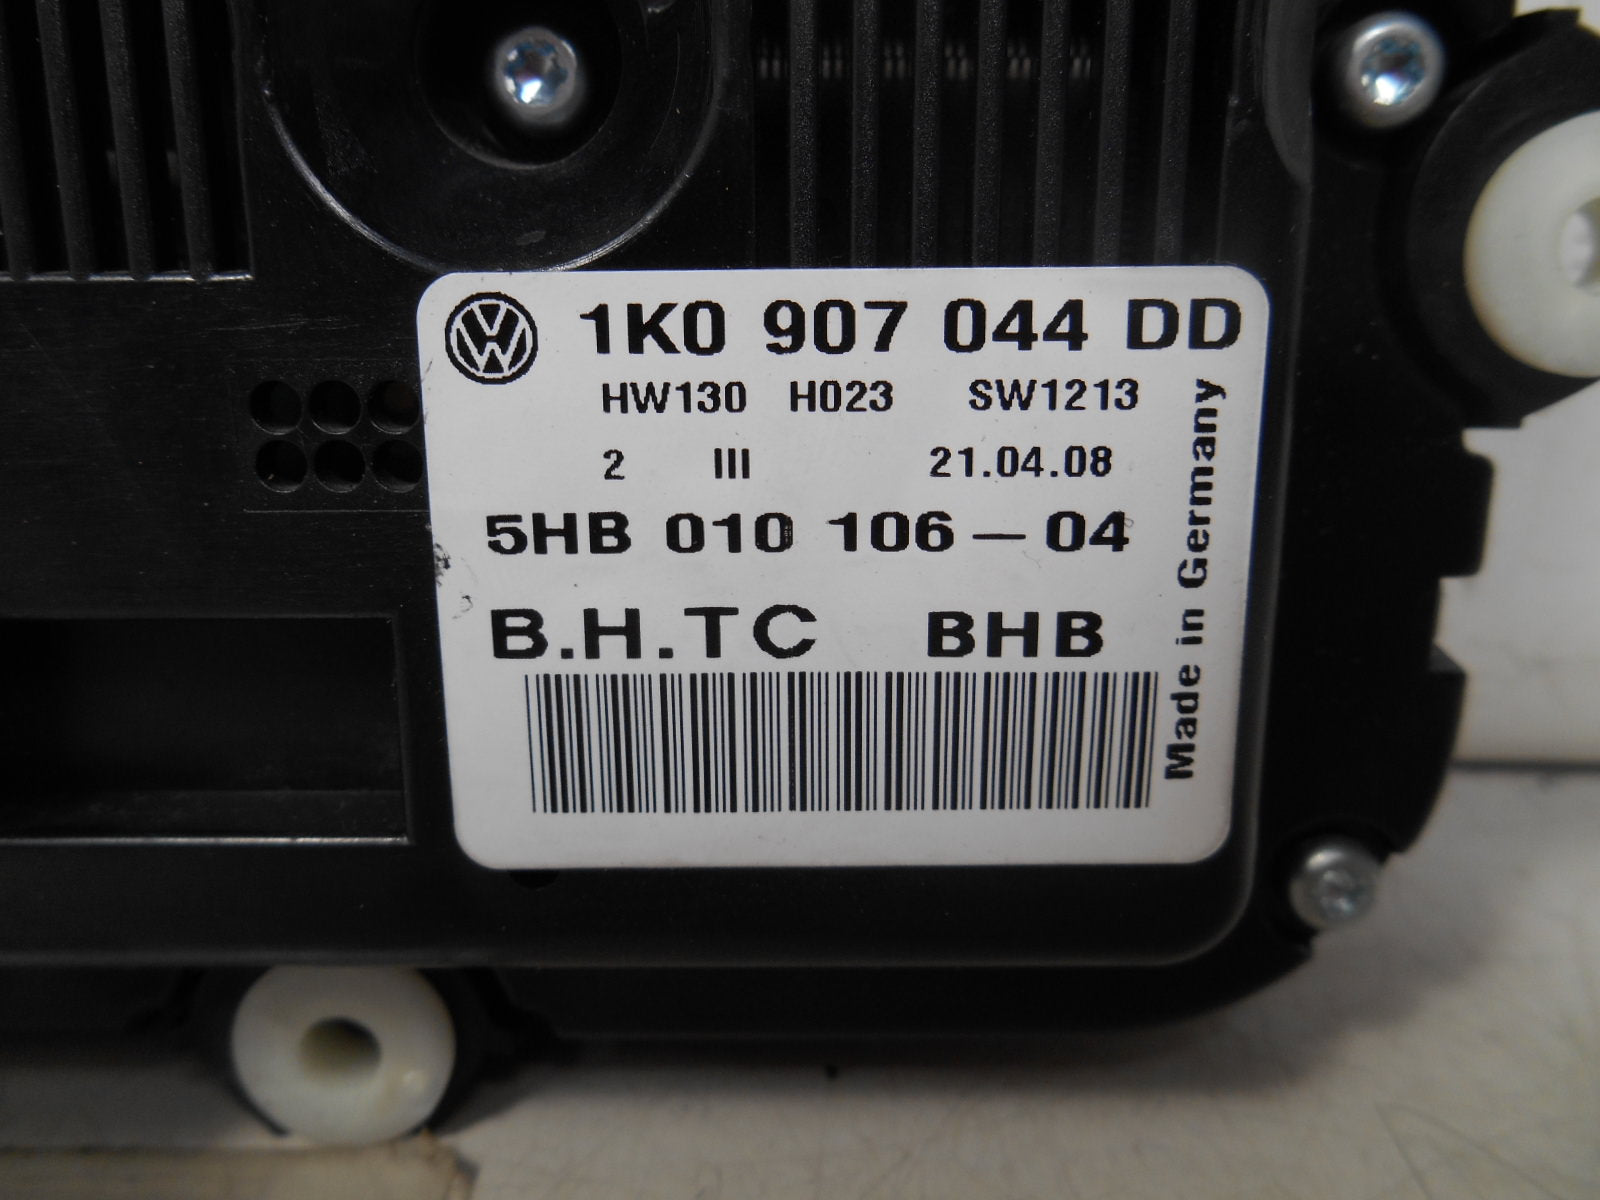 1K0 907 044 DD
HW130 H023 SW1213
2 III 21.04.08
5HB 010 106-04
B.H.TC BHB
Made in Germany